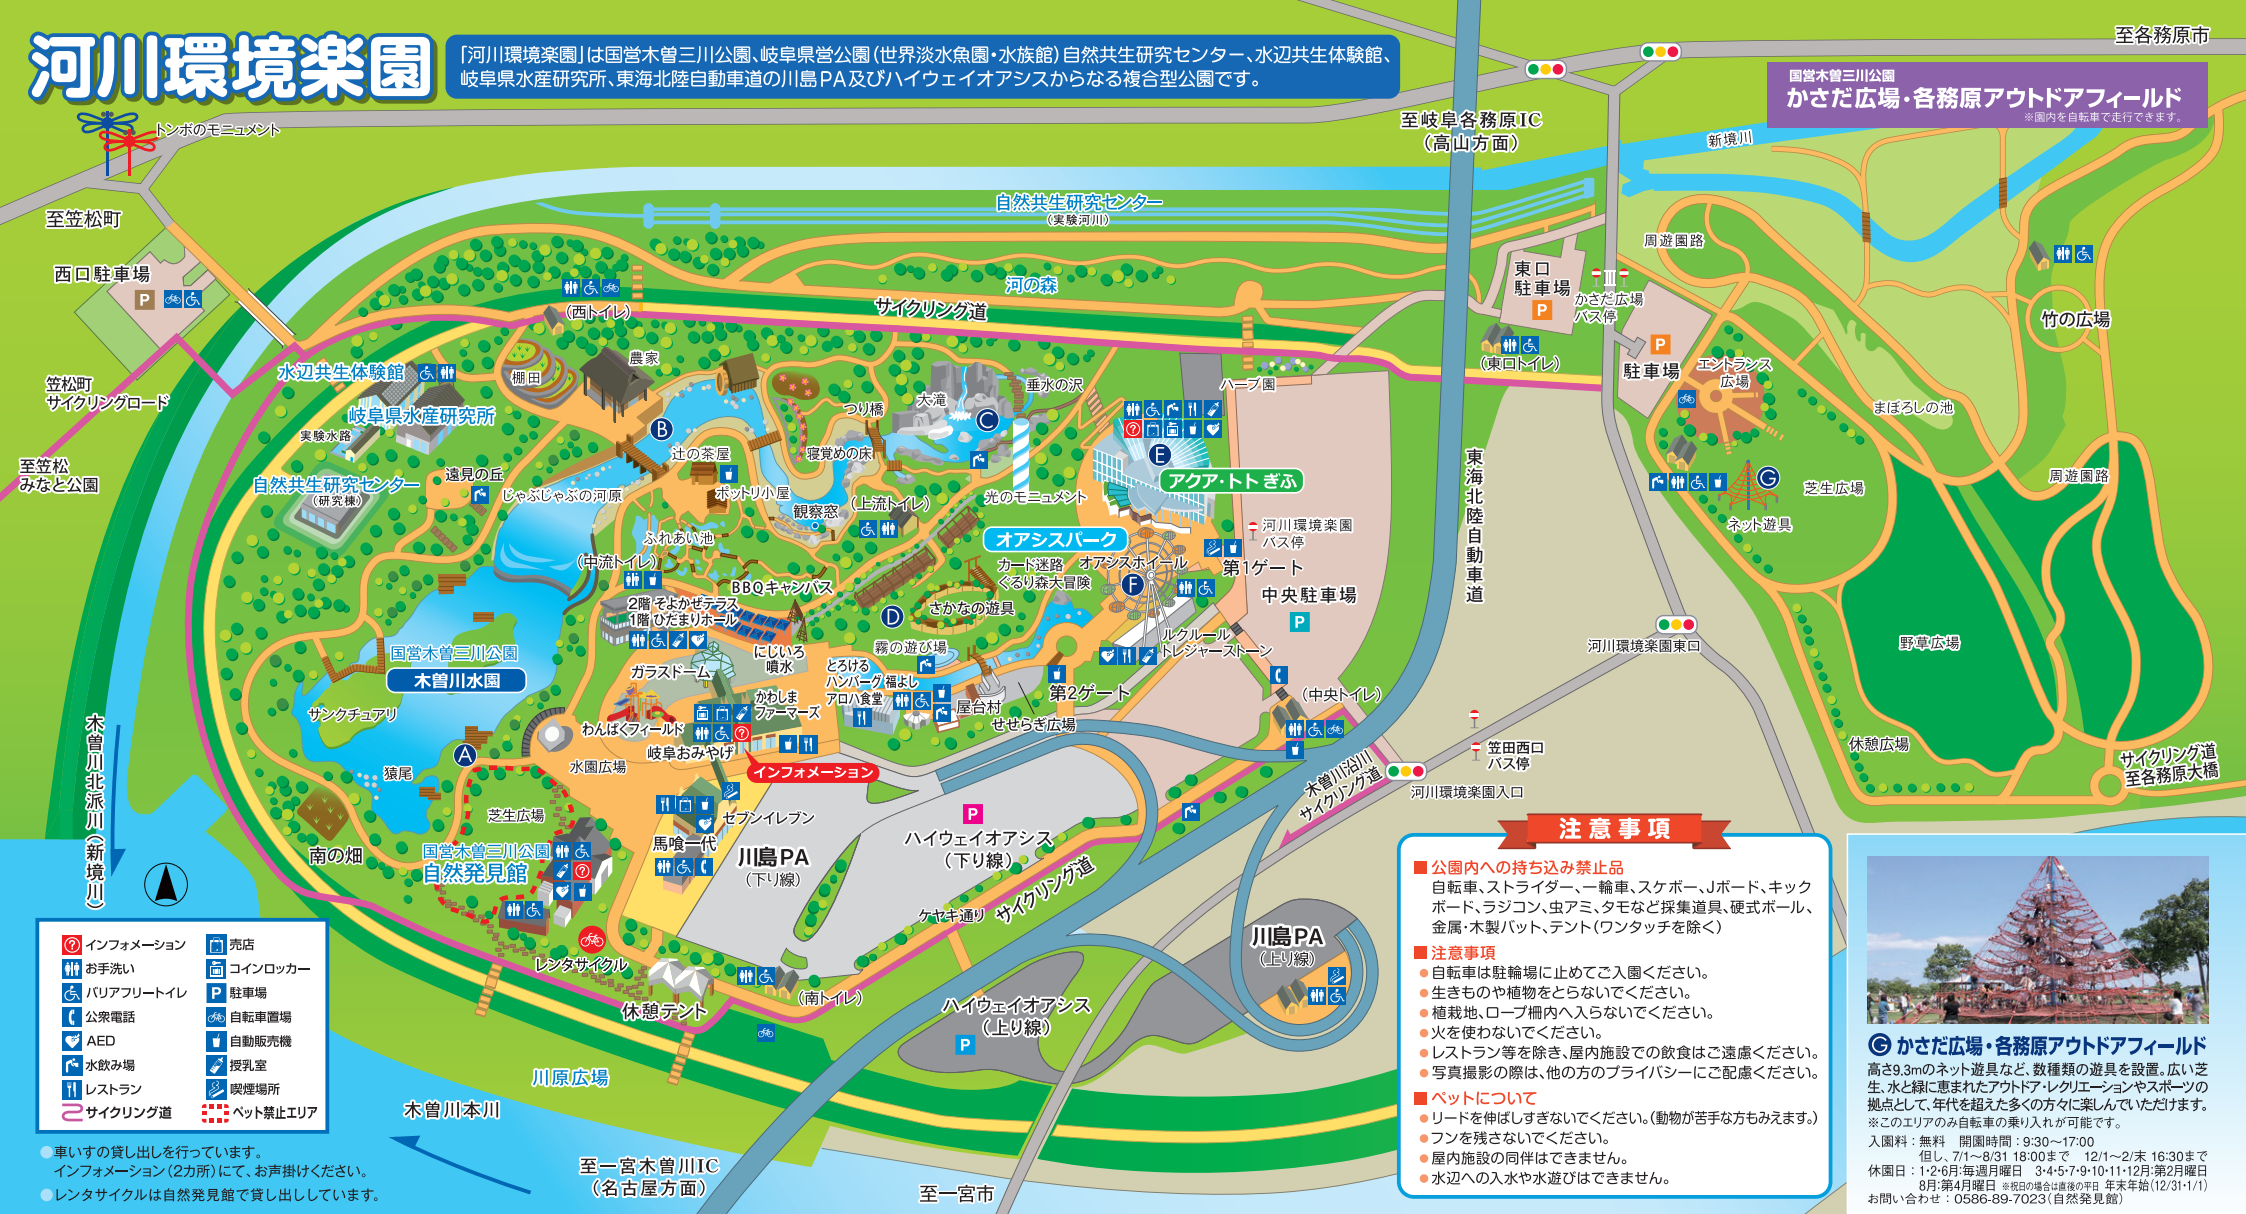 河川環境楽園
「河川環境楽園」は国営木曽三川公園、岐阜県営公園(世界淡水魚園・水族館)自然共生研究センター、水辺共生体験館、
岐阜県水産研究所、東海北陸自動車道の川島PA及びハイウェイオアシスからなる複合型公園です。
至各務原市
国営木曽三川公園
かさだ広場・各務原アウトドアフィールド
※園内を自転車で走行できます。
トンボのモニュメント
至岐阜各務原IC
(高山方面)
新境川
至笠松町
自然共生研究センター
(実験河川)
周遊園路
西口駐車場
P
河の森
サイクリング道
(西トイレ)
東口
駐車場
P
かさだ広場
バス停
竹の広場
(東口トイレ)
P
駐車場
エントランス
広場
笠松町
サイクリングロード
水辺共生体験館
岐阜県水産研究所
実験水路
棚田
農家
つり橋
大滝
垂水の沢
ハーブ園
まぼろしの池
B
C
辻の茶屋
寝覚めの床
E
アクア・トトぎふ
至笠松
みなと公園
自然共生研究センター
(研究棟)
遠見の丘
じゃぶじゃぶの河原
ポットリ小屋
観察窓
(上流トイレ)
光のモニュメント
G
芝生広場
ネット遊具
周遊園路
東海北陸自動車道
ふれあい池
オアシスパーク
河川環境楽園
バス停
(中流トイレ)
BBQキャンバス
カード迷路
ぐるり森大冒険
オアシスホイール
F
第1ゲート
中央駐車場
P
2階 そよかぜテラス
1階 ひだまりホール
D
さかなの遊具
霧の遊び場
ルクルール
トレジャーストーン
河川環境楽園東口
野草広場
国営木曽三川公園
木曽川水園
ガラスドーム
にじいろ
噴水
とろける
ハンバーグ 福よし
アロハ食堂
第2ゲート
(中央トイレ)
サンクチュアリ
わんぱくフィールド
かわしま
ファーマーズ
屋台村
せせらぎ広場
岐阜おみやげ
インフォメーション
A
猿尾
水園広場
木曽川北派川(新境川)
笠田西口
バス停
休憩広場
サイクリング道
至各務原大橋
木曽川沿川
サイクリング道
河川環境楽園入口
芝生広場
セブンイレブン
馬喰一代
P
ハイウェイオアシス
(下り線)
川島PA
(下り線)
南の畑
国営木曽三川公園
自然発見館
ケヤキ通り
サイクリング道
レンタサイクル
休憩テント
(南トイレ)
川島PA
(上り線)
ハイウェイオアシス
(上り線)
P
川原広場
木曽川本川
至一宮木曽川IC
(名古屋方面)
至一宮市
インフォメーション
お手洗い
バリアフリートイレ
公衆電話
AED
水飲み場
レストラン
サイクリング道
売店
コインロッカー
P 駐車場
自転車置場
自動販売機
授乳室
喫煙場所
ペット禁止エリア
●車いすの貸し出しを行っています。
インフォメーション(2カ所)にて、お声掛けください。
●レンタサイクルは自然発見館で貸し出ししています。
注意事項
■公園内への持ち込み禁止品
自転車、ストライダー、一輪車、スケボー、Jボード、キック
ボード、ラジコン、虫アミ、タモなど採集道具、硬式ボール、
金属・木製バット、テント(ワンタッチを除く)
■注意事項
●自転車は駐輪場に止めてご入園ください。
●生きものや植物をとらないでください。
●植栽地、ロープ柵内へ入らないでください。
●火を使わないでください。
●レストラン等を除き、屋内施設での飲食はご遠慮ください。
●写真撮影の際は、他の方のプライバシーにご配慮ください。
■ペットについて
●リードを伸ばしすぎないでください。(動物が苦手な方もみえます。)
●フンを残さないでください。
●屋内施設の同伴はできません。
●水辺への入水や水遊びはできません。
G かさだ広場・各務原アウトドアフィールド
高さ9.3mのネット遊具など、数種類の遊具を設置。広い芝
生、水と緑に恵まれたアウトドア・レクリエーションやスポーツの
拠点として、年代を超えた多くの方々に楽しんでいただけます。
※このエリアのみ自転車の乗り入れが可能です。
入園料:無料 開園時間:9:30〜17:00
但し、7/1〜8/31 18:00まで 12/1〜2/末 16:30まで
休園日:1・2・6月:毎週月曜日 3・4・5・7・9・10・11・12月:第2月曜日
8月:第4月曜日 ※祝日の場合は直後の平日 年末年始(12/31・1/1)
お問い合わせ:0586-89-7023(自然発見館)